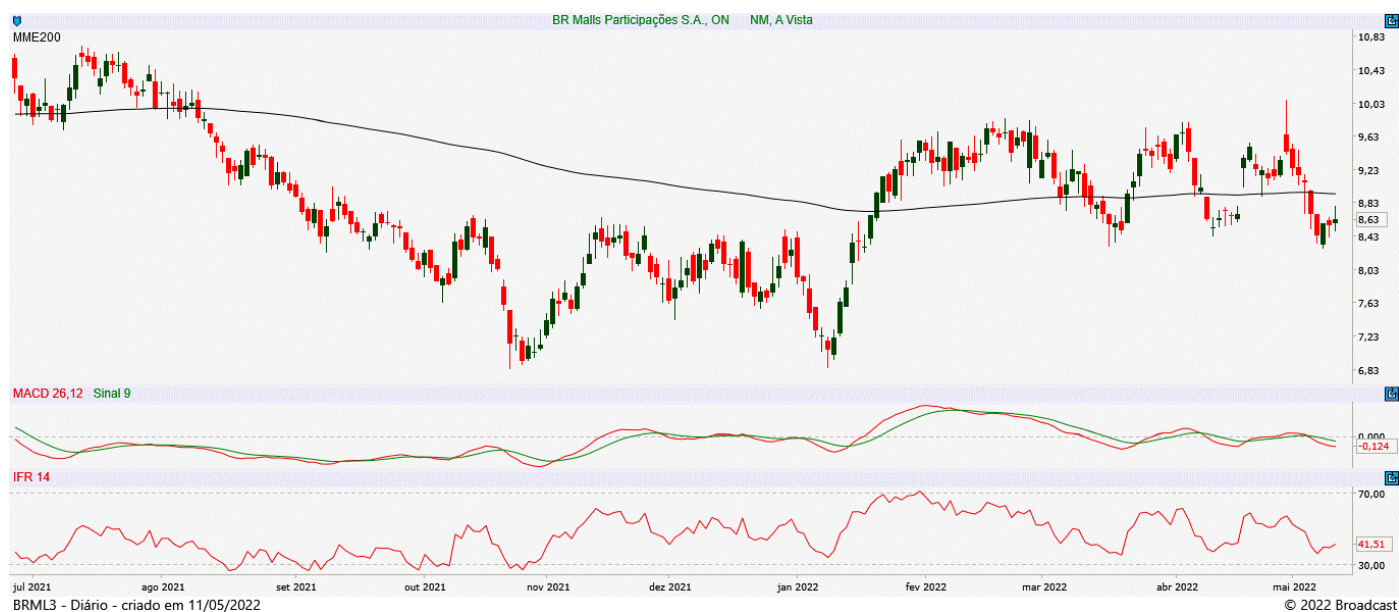 BR Malls Participações S.A., ON NM, A Vista
MME200
10,83
10,43
10,03
9,63
9,23
8,83
8,63
8,43
8,03
7,63
7,23
6,83
MACD 26,12 Sinal 9
0,000
-0,124
IFR 14
70,00
41,51
30,00
jul 2021 ago 2021 set 2021 out 2021 nov 2021 dez 2021 jan 2022 fev 2022 mar 2022 abr 2022 mai 2022
BRML3 - Diário - criado em 11/05/2022 © 2022 Broadcast